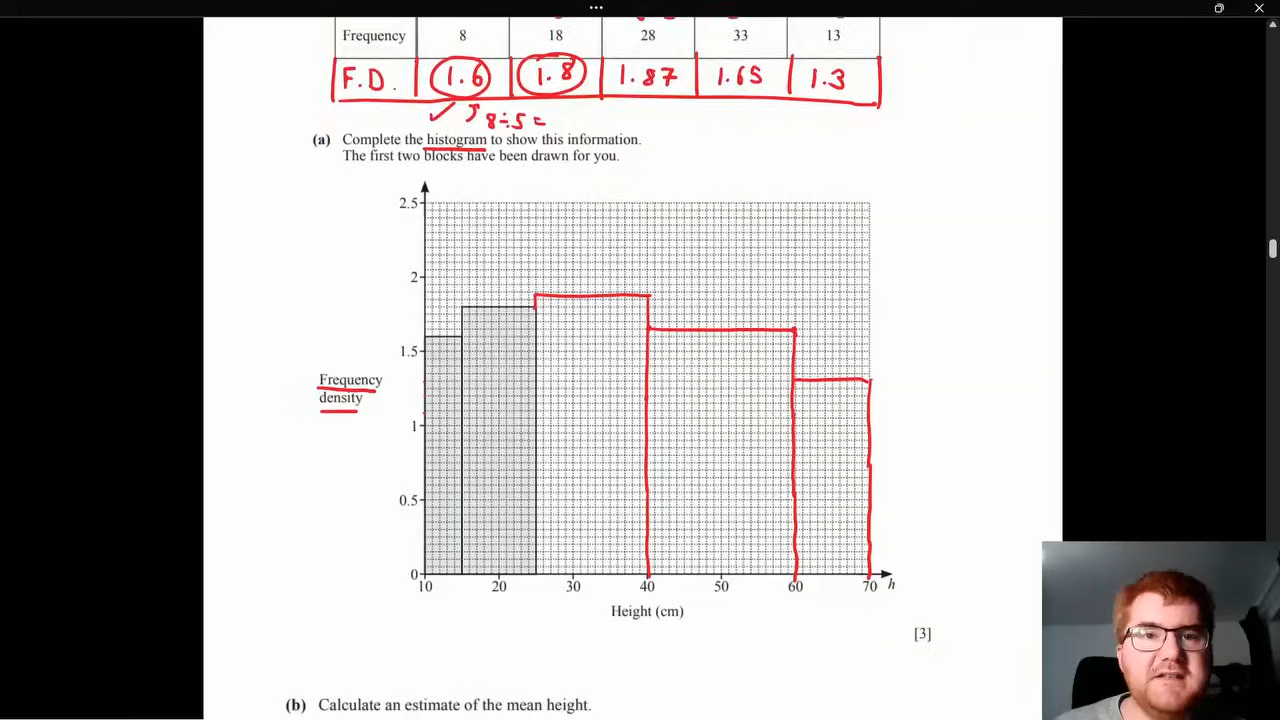 Frequency 8 18 28 33 13
F.D. 1.6 1.8 1.87 1.65 1.3
8÷5=
(a) Complete the histogram to show this information.
The first two blocks have been drawn for you.
2.5
2
1.5
Frequency
density
1
0.5
0
10 20 30 40 50 60 70 h
Height (cm)
[3]
(b) Calculate an estimate of the mean height.